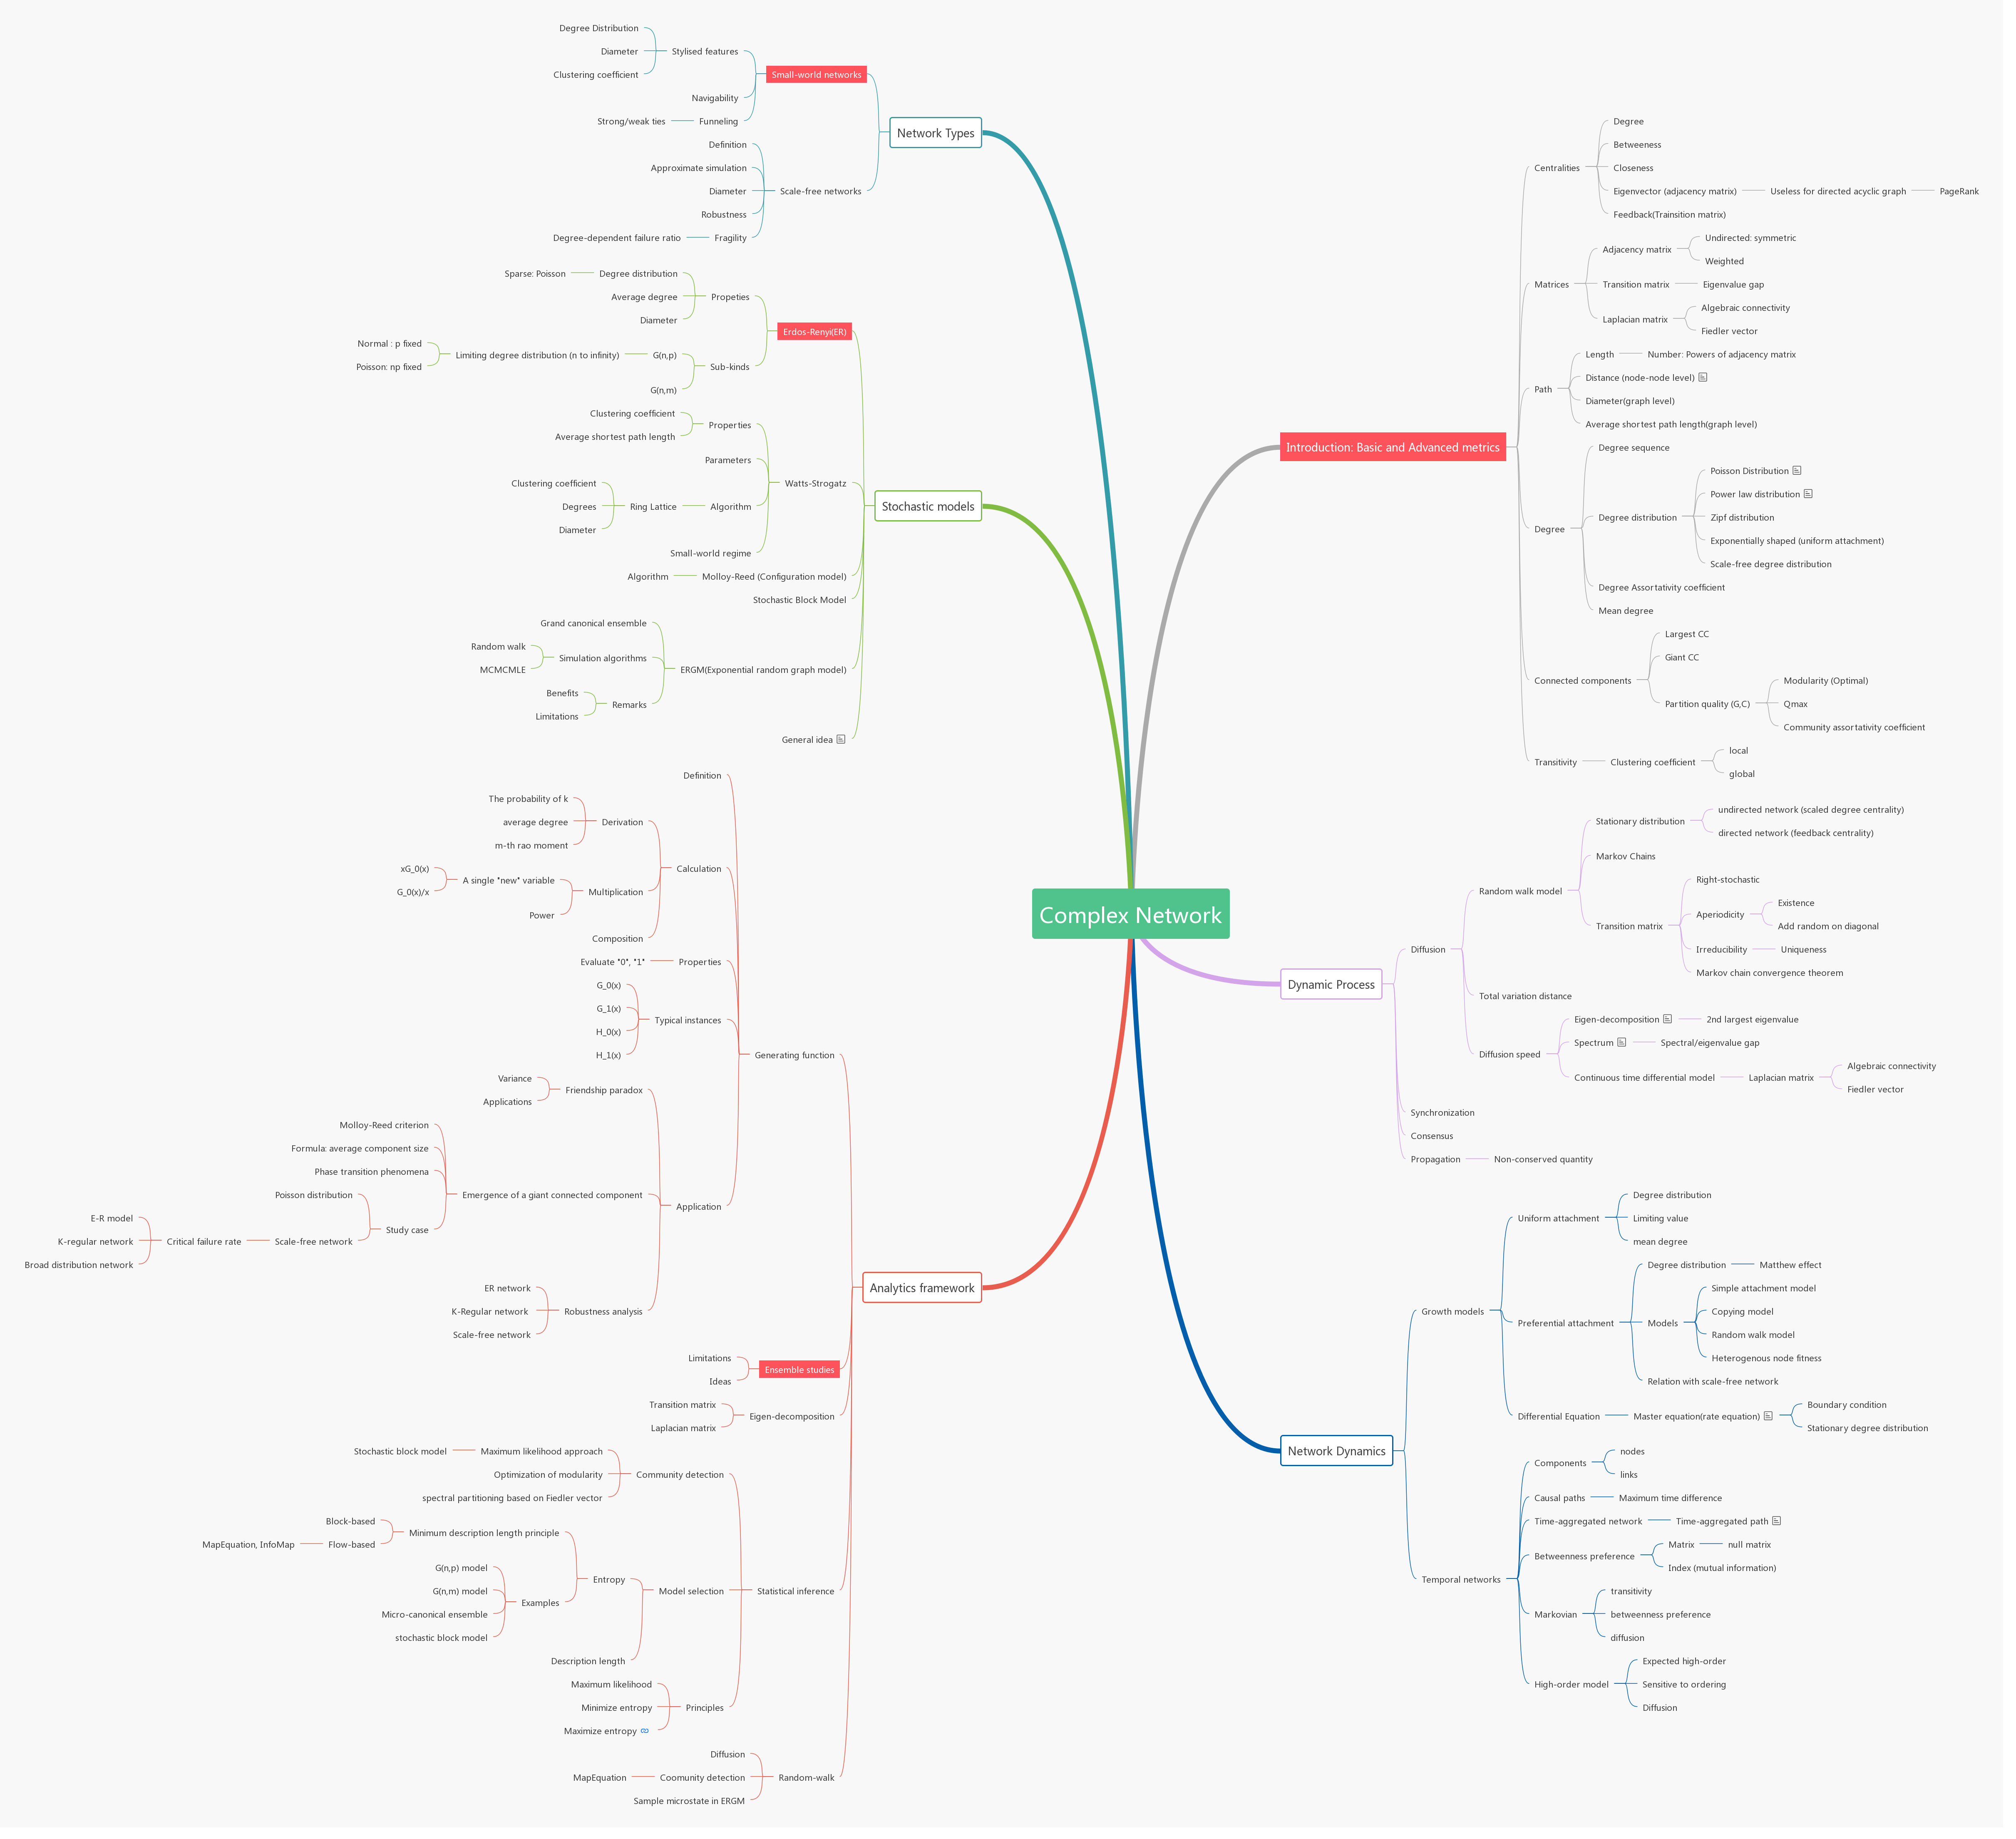 Complex Network
Network Types
Small-world networks
Stylised features
Degree Distribution
Diameter
Clustering coefficient
Navigability
Funneling
Strong/weak ties
Scale-free networks
Definition
Approximate simulation
Diameter
Robustness
Fragility
Degree-dependent failure ratio
Stochastic models
Erdos-Renyi(ER)
Propeties
Degree distribution
Sparse: Poisson
Average degree
Diameter
Sub-kinds
G(n,p)
Limiting degree distribution (n to infinity)
Normal : p fixed
Poisson: np fixed
G(n,m)
Watts-Strogatz
Properties
Clustering coefficient
Average shortest path length
Parameters
Algorithm
Ring Lattice
Clustering coefficient
Degrees
Diameter
Small-world regime
Molloy-Reed (Configuration model)
Algorithm
Stochastic Block Model
ERGM(Exponential random graph model)
Grand canonical ensemble
Simulation algorithms
Random walk
MCMCMLE
Remarks
Benefits
Limitations
General idea
Analytics framework
Generating function
Definition
Calculation
Derivation
The probability of k
average degree
m-th rao moment
Multiplication
A single "new" variable
xG_0(x)
G_0(x)/x
Power
Composition
Properties
Evaluate "0", "1"
Typical instances
G_0(x)
G_1(x)
H_0(x)
H_1(x)
Application
Friendship paradox
Variance
Applications
Emergence of a giant connected component
Molloy-Reed criterion
Formula: average component size
Phase transition phenomena
Study case
Poisson distribution
Scale-free network
Critical failure rate
E-R model
K-regular network
Broad distribution network
Robustness analysis
ER network
K-Regular network
Scale-free network
Ensemble studies
Limitations
Ideas
Eigen-decomposition
Transition matrix
Laplacian matrix
Statistical inference
Community detection
Maximum likelihood approach
Stochastic block model
Optimization of modularity
spectral partitioning based on Fiedler vector
Model selection
Entropy
Minimum description length principle
Block-based
Flow-based
MapEquation, InfoMap
Examples
G(n,p) model
G(n,m) model
Micro-canonical ensemble
stochastic block model
Description length
Principles
Maximum likelihood
Minimize entropy
Maximize entropy
Random-walk
Diffusion
Coomunity detection
MapEquation
Sample microstate in ERGM
Introduction: Basic and Advanced metrics
Centralities
Degree
Betweeness
Closeness
Eigenvector (adjacency matrix)
Useless for directed acyclic graph
PageRank
Feedback(Trainsition matrix)
Matrices
Adjacency matrix
Undirected: symmetric
Weighted
Transition matrix
Eigenvalue gap
Laplacian matrix
Algebraic connectivity
Fiedler vector
Path
Length
Number: Powers of adjacency matrix
Distance (node-node level)
Diameter(graph level)
Average shortest path length(graph level)
Degree
Degree sequence
Degree distribution
Poisson Distribution
Power law distribution
Zipf distribution
Exponentially shaped (uniform attachment)
Scale-free degree distribution
Degree Assortativity coefficient
Mean degree
Connected components
Largest CC
Giant CC
Partition quality (G,C)
Modularity (Optimal)
Qmax
Community assortativity coefficient
Transitivity
Clustering coefficient
local
global
Dynamic Process
Diffusion
Random walk model
Stationary distribution
undirected network (scaled degree centrality)
directed network (feedback centrality)
Markov Chains
Transition matrix
Right-stochastic
Aperiodicity
Existence
Add random on diagonal
Irreducibility
Uniqueness
Markov chain convergence theorem
Total variation distance
Diffusion speed
Eigen-decomposition
2nd largest eigenvalue
Spectrum
Spectral/eigenvalue gap
Continuous time differential model
Laplacian matrix
Algebraic connectivity
Fiedler vector
Synchronization
Consensus
Propagation
Non-conserved quantity
Network Dynamics
Growth models
Uniform attachment
Degree distribution
Limiting value
mean degree
Preferential attachment
Degree distribution
Matthew effect
Models
Simple attachment model
Copying model
Random walk model
Heterogenous node fitness
Relation with scale-free network
Differential Equation
Master equation(rate equation)
Boundary condition
Stationary degree distribution
Temporal networks
Components
nodes
links
Causal paths
Maximum time difference
Time-aggregated network
Time-aggregated path
Betweenness preference
Matrix
null matrix
Index (mutual information)
Markovian
transitivity
betweenness preference
diffusion
High-order model
Expected high-order
Sensitive to ordering
Diffusion